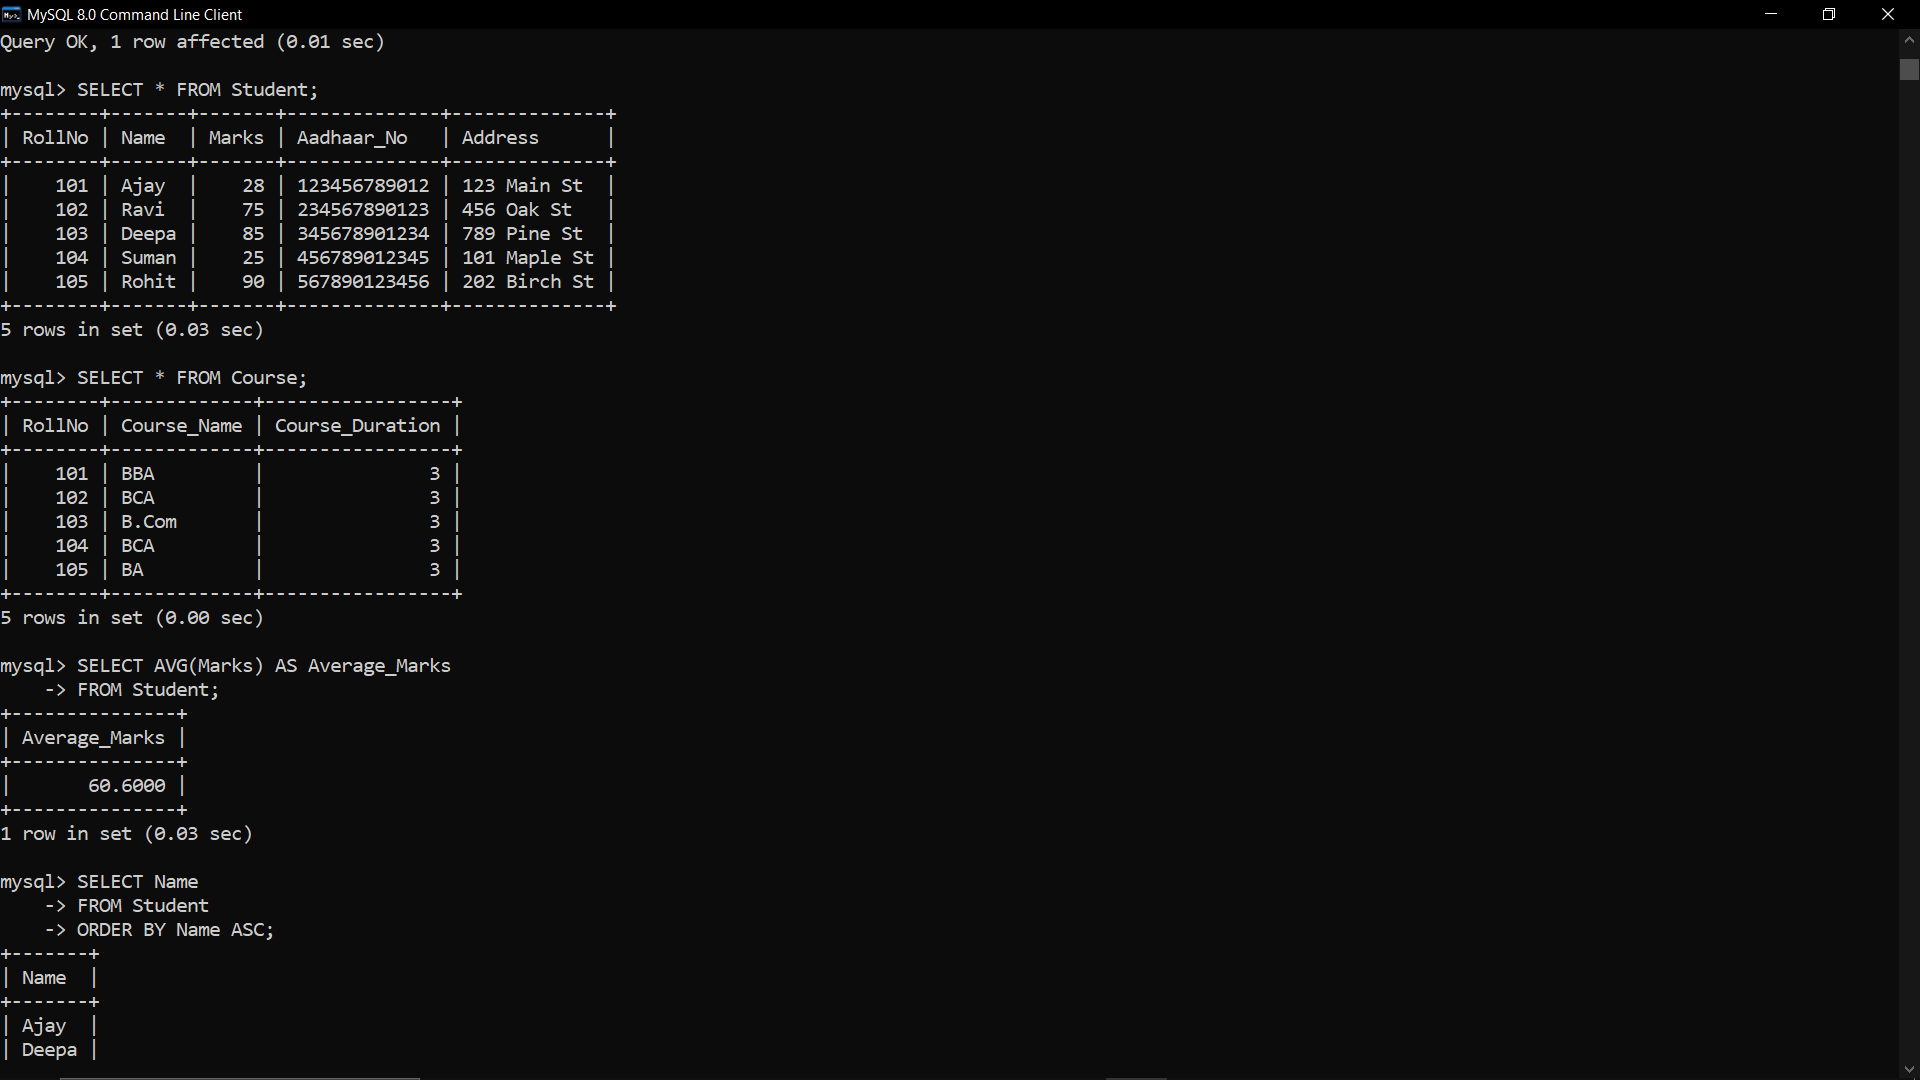 MySQL 8.0 Command Line Client
Query OK, 1 row affected (0.01 sec)

mysql> SELECT * FROM Student;
+--------+-------+-------+--------------+--------------+
| RollNo | Name  | Marks | Aadhaar_No   | Address      |
+--------+-------+-------+--------------+--------------+
|    101 | Ajay  |    28 | 123456789012 | 123 Main St  |
|    102 | Ravi  |    75 | 234567890123 | 456 Oak St   |
|    103 | Deepa |    85 | 345678901234 | 789 Pine St  |
|    104 | Suman |    25 | 456789012345 | 101 Maple St |
|    105 | Rohit |    90 | 567890123456 | 202 Birch St |
+--------+-------+-------+--------------+--------------+
5 rows in set (0.03 sec)

mysql> SELECT * FROM Course;
+--------+-------------+-----------------+
| RollNo | Course_Name | Course_Duration |
+--------+-------------+-----------------+
|    101 | BBA         |               3 |
|    102 | BCA         |               3 |
|    103 | B.Com       |               3 |
|    104 | BCA         |               3 |
|    105 | BA          |               3 |
+--------+-------------+-----------------+
5 rows in set (0.00 sec)

mysql> SELECT AVG(Marks) AS Average_Marks
    -> FROM Student;
+---------------+
| Average_Marks |
+---------------+
|       60.6000 |
+---------------+
1 row in set (0.03 sec)

mysql> SELECT Name
    -> FROM Student
    -> ORDER BY Name ASC;
+-------+
| Name  |
+-------+
| Ajay  |
| Deepa |